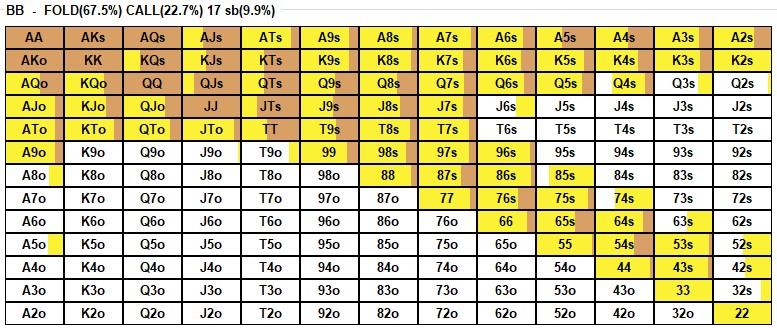 BB - FOLD(67.5%) CALL(22.7%) 17 sb(9.9%)
AA AKs AQs AJs ATs A9s A8s A7s A6s A5s A4s A3s A2s
AKo KK KQs KJs KTs K9s K8s K7s K6s K5s K4s K3s K2s
AQo KQo QQ QJs QTs Q9s Q8s Q7s Q6s Q5s Q4s Q3s Q2s
AJo KJo QJo JJ JTs J9s J8s J7s J6s J5s J4s J3s J2s
ATo KTo QTo JTo TT T9s T8s T7s T6s T5s T4s T3s T2s
A9o K9o Q9o J9o T9o 99 98s 97s 96s 95s 94s 93s 92s
A8o K8o Q8o J8o T8o 98o 88 87s 86s 85s 84s 83s 82s
A7o K7o Q7o J7o T7o 97o 87o 77 76s 75s 74s 73s 72s
A6o K6o Q6o J6o T6o 96o 86o 76o 66 65s 64s 63s 62s
A5o K5o Q5o J5o T5o 95o 85o 75o 65o 55 54s 53s 52s
A4o K4o Q4o J4o T4o 94o 84o 74o 64o 54o 44 43s 42s
A3o K3o Q3o J3o T3o 93o 83o 73o 63o 53o 43o 33 32s
A2o K2o Q2o J2o T2o 92o 82o 72o 62o 52o 42o 32o 22